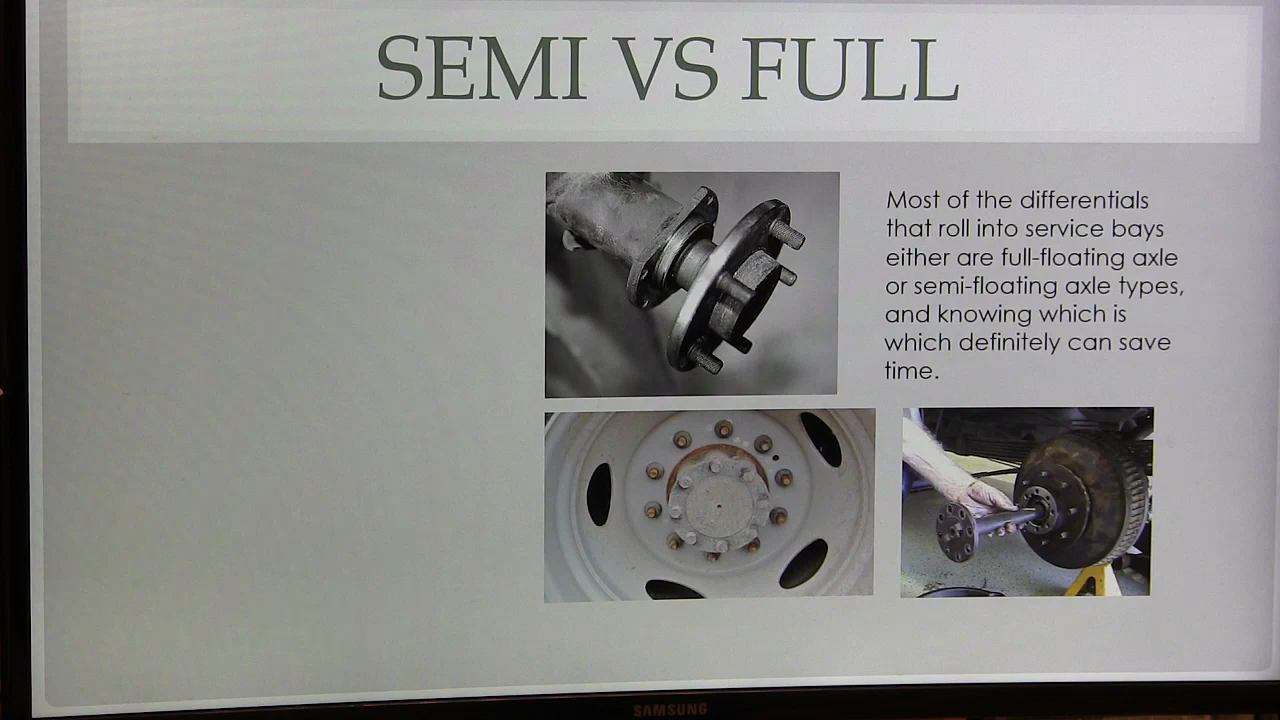 SEMI VS FULL
Most of the differentials
that roll into service bays
either are full-floating axle
or semi-floating axle types,
and knowing which is
which definitely can save
time.
SAMSUNG